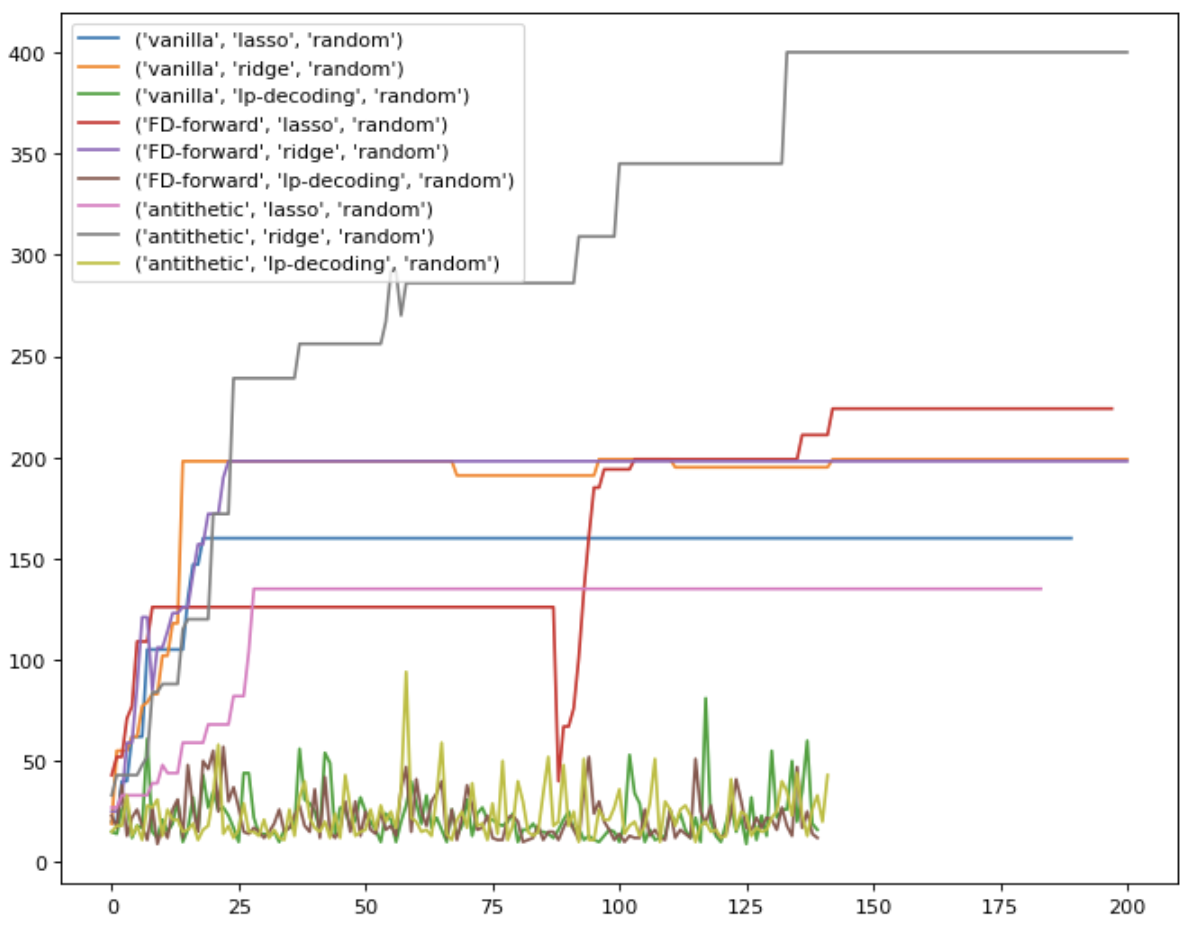 ('vanilla', 'lasso', 'random')
('vanilla', 'ridge', 'random')
('vanilla', 'lp-decoding', 'random')
('FD-forward', 'lasso', 'random')
('FD-forward', 'ridge', 'random')
('FD-forward', 'lp-decoding', 'random')
('antithetic', 'lasso', 'random')
('antithetic', 'ridge', 'random')
('antithetic', 'lp-decoding', 'random')
400
350
300
250
200
150
100
50
0
0 25 50 75 100 125 150 175 200